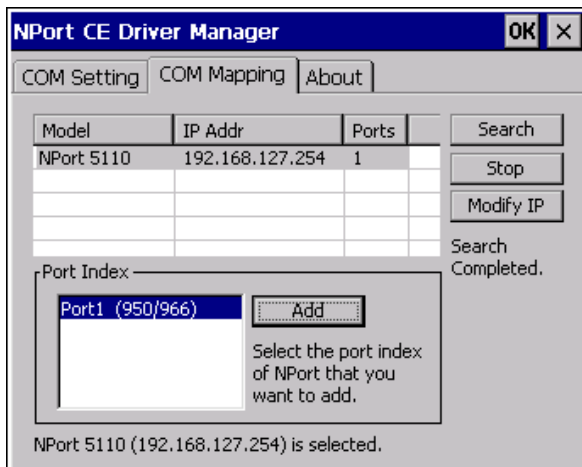 NPort CE Driver Manager OK ×
COM Setting COM Mapping About
Model IP Addr Ports
NPort 5110 192.168.127.254 1
Search
Stop
Modify IP
Search
Completed.
Port Index
Port1 (950/966)
Add
Select the port index
of NPort that you
want to add.
NPort 5110 (192.168.127.254) is selected.